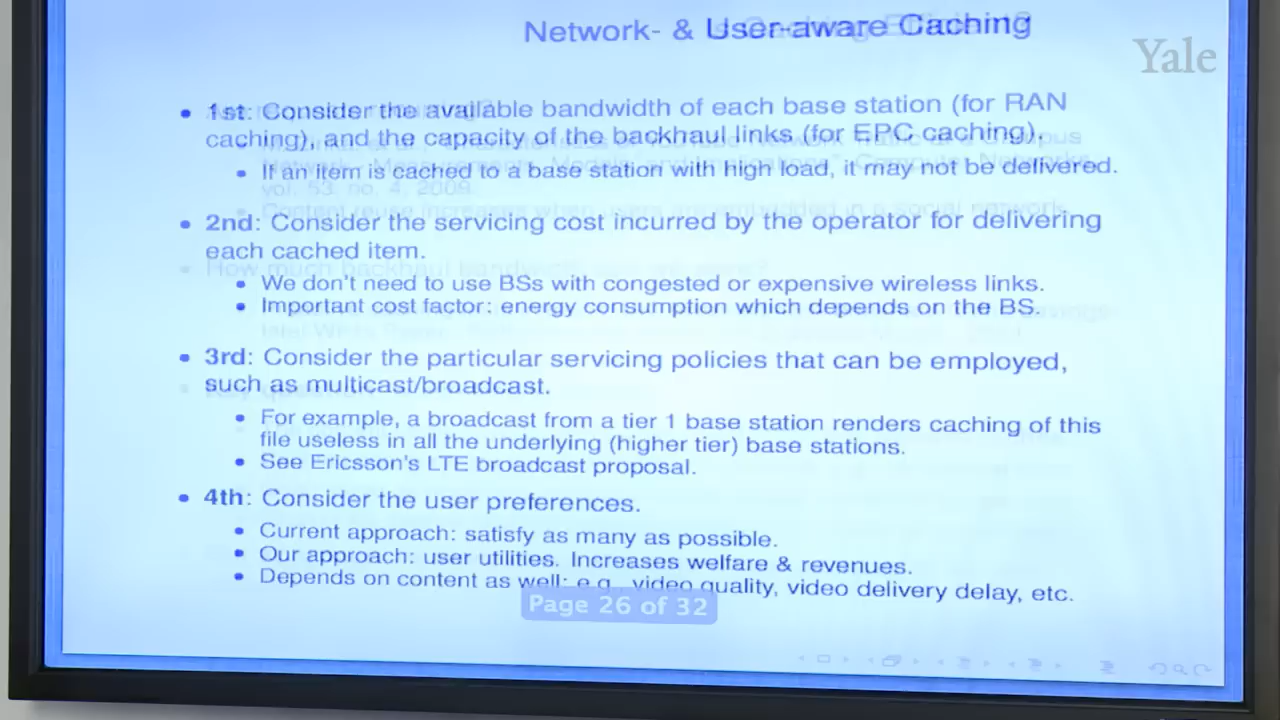 Network- & User-aware Caching
Yale
• 1st: Consider the available bandwidth of each base station (for RAN
caching), and the capacity of the backhaul links (for EPC caching).
• If an item is cached to a base station with high load, it may not be delivered.
vol. 53, no. 4, 2009
• 2nd: Consider the servicing cost incurred by the operator for delivering
each cached item.
• We don't need to use BSs with congested or expensive wireless links.
• Important cost factor: energy consumption which depends on the BS.
• 3rd: Consider the particular servicing policies that can be employed,
such as multicast/broadcast.
• For example, a broadcast from a tier 1 base station renders caching of this
file useless in all the underlying (higher tier) base stations.
• See Ericsson's LTE broadcast proposal.
• 4th: Consider the user preferences.
• Current approach: satisfy as many as possible.
• Our approach: user utilities. Increases welfare & revenues.
• Depends on content as well: e.g., video quality, video delivery delay, etc.
Page 26 of 32